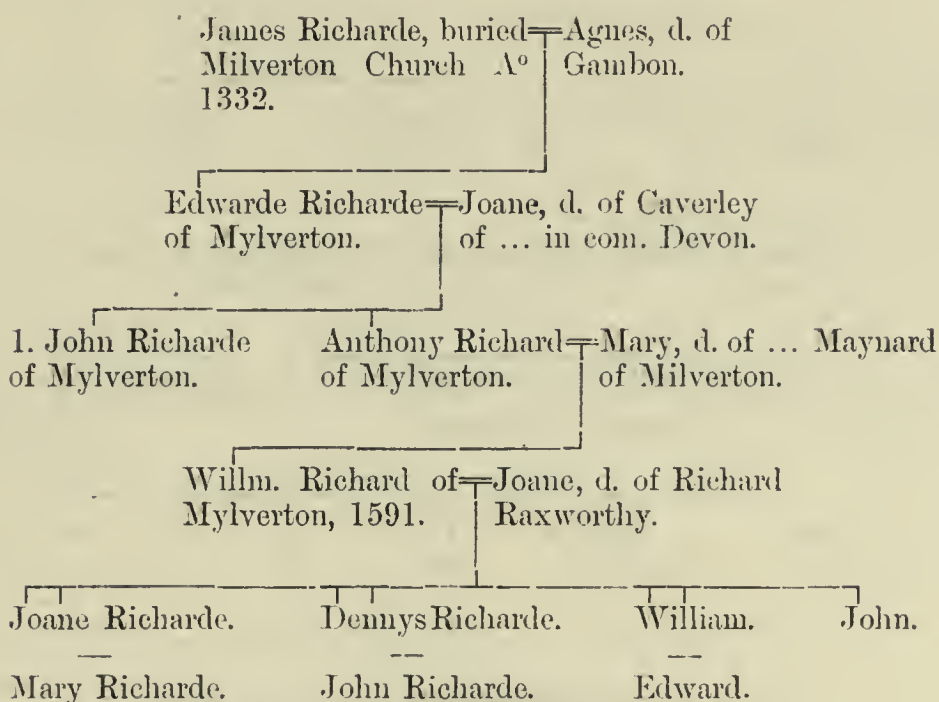 James Richarde, buried=Agnes, d. of
Milverton Church Aº Gambon.
1332.
Edwarde Richarde=Joane, d. of Caverley
of Mylverton. of ... in com. Devon.
1. John Richarde Anthony Richard=Mary, d. of ... Maynard
of Mylverton. of Mylverton. of Milverton.
Willm. Richard of=Joane, d. of Richard
Mylverton, 1591. Raxworthy.
Joane Richarde. Dennys Richarde. William. John.
Mary Richarde. John Richarde. Edward.